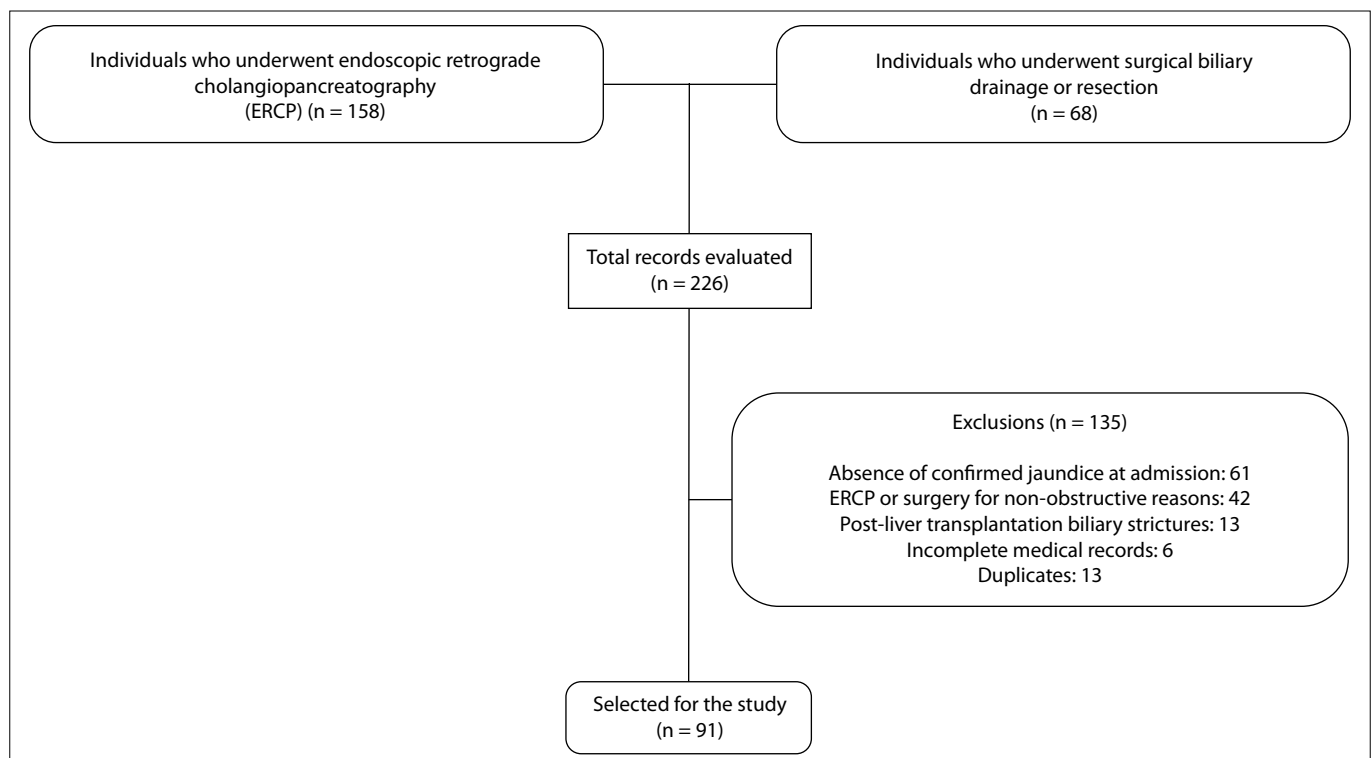 Individuals who underwent endoscopic retrograde
cholangiopancreatography
(ERCP) (n = 158)
Individuals who underwent surgical biliary
drainage or resection
(n = 68)
Total records evaluated
(n = 226)
Exclusions (n = 135)
Absence of confirmed jaundice at admission: 61
ERCP or surgery for non-obstructive reasons: 42
Post-liver transplantation biliary strictures: 13
Incomplete medical records: 6
Duplicates: 13
Selected for the study
(n = 91)